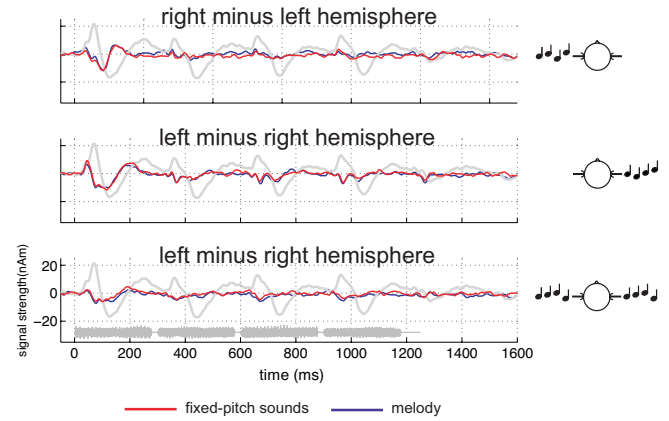 right minus left hemisphere
left minus right hemisphere
left minus right hemisphere
signal strength(nAm)
20
0
−20
0 200 400 600 800 1000 1200 1400 1600
time (ms)
fixed-pitch sounds melody